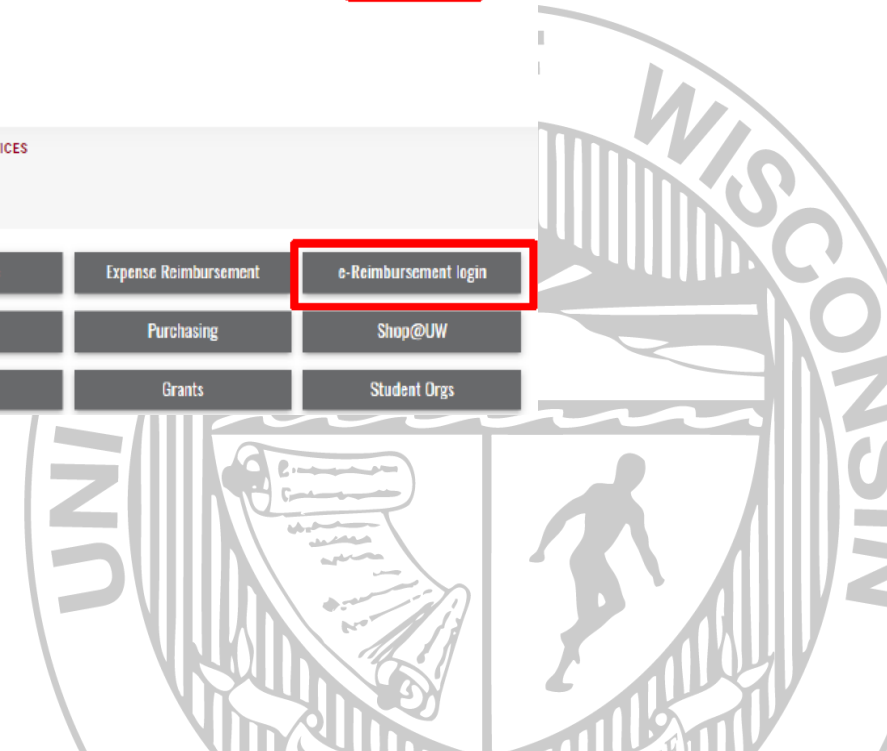 ICES
Expense Reimbursement
e-Reimbursement login
Purchasing
Shop@UW
Grants
Student Orgs
UNI
WISCONSIN